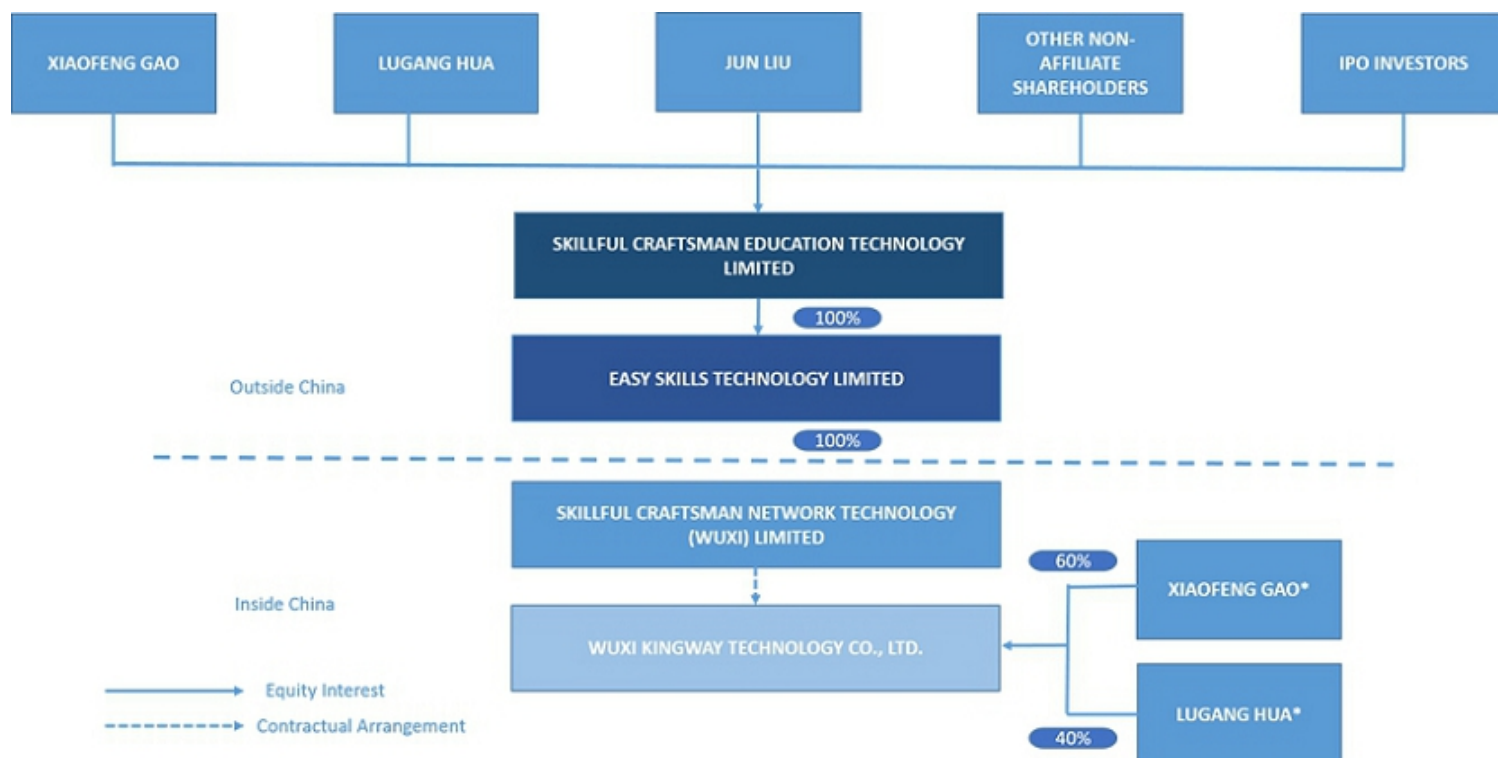 XIAOFENG GAO
LUGANG HUA
JUN LIU
OTHER NON-
AFFILIATE
SHAREHOLDERS
IPO INVESTORS
SKILLFUL CRAFTSMAN EDUCATION TECHNOLOGY
LIMITED
100%
EASY SKILLS TECHNOLOGY LIMITED
Outside China
100%
SKILLFUL CRAFTSMAN NETWORK TECHNOLOGY
(WUXI) LIMITED
60%
XIAOFENG GAO*
Inside China
WUXI KINGWAY TECHNOLOGY CO., LTD.
Equity Interest
LUGANG HUA*
Contractual Arrangement
40%